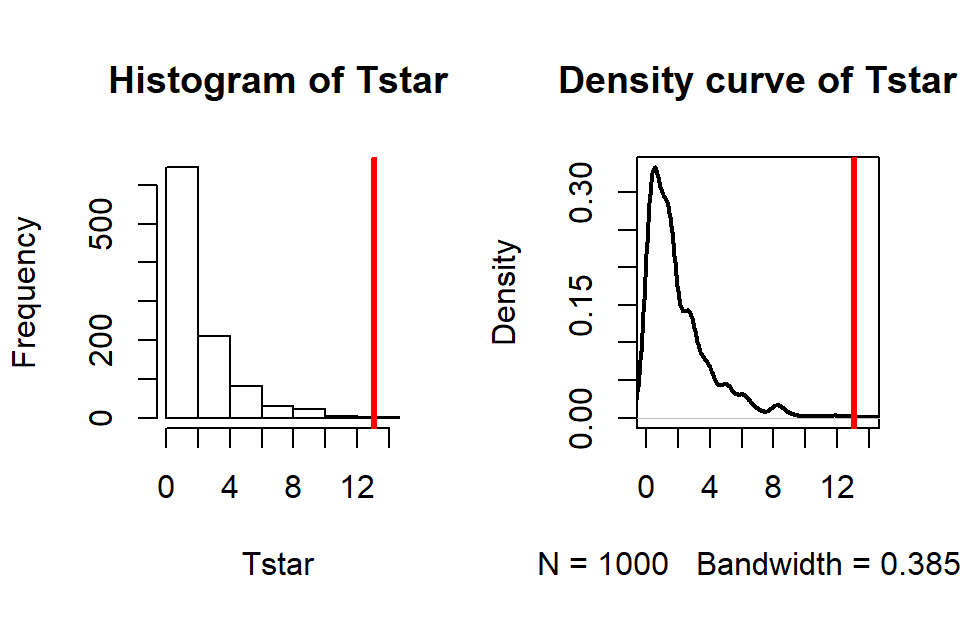 Histogram of Tstar
Frequency
500
200
0
0 4 8 12
Tstar
Density curve of Tstar
Density
0.30
0.15
0.00
0 4 8 12
N = 1000 Bandwidth = 0.385